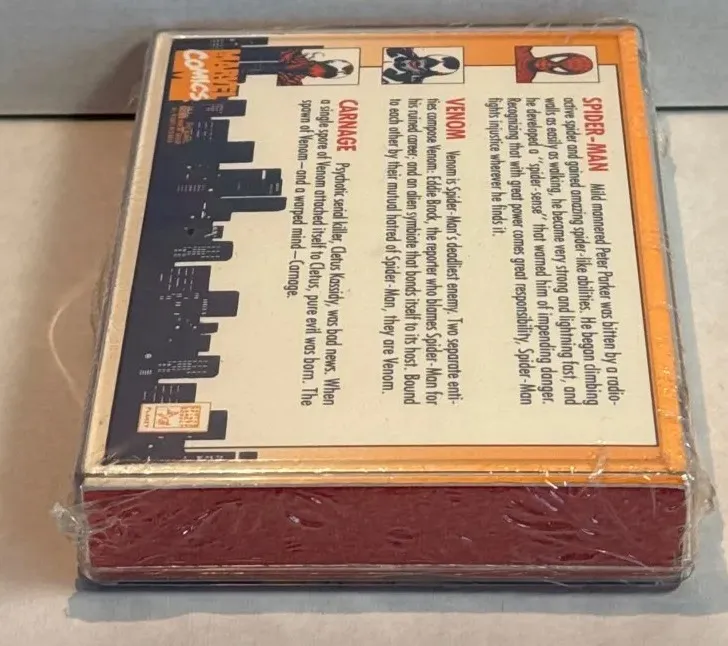 SPIDER-MAN Mild mannered Peter Parker was bitten by a radio-
active spider and gained amazing spider-like abilities. He began climbing
walls as easily as walking, he became very strong and lightning fast, and
he developed a "spider-sense" that warned him of impending danger.
Recognizing that with great power comes great responsibility, Spider-Man
fights injustice wherever he finds it.
VENOM Venom is Spider-Man's deadliest enemy. Two separate enti-
ties compose Venom: Eddie Brock, the reporter who blames Spider-Man for
his ruined career; and an alien symbiote that bonds itself to its host. Bound
to each other by their mutual hatred of Spider-Man, they are Venom.
CARNAGE Psychotic serial killer, Cletus Kassidy, was bad news. When
a single spore of Venom attached itself to Cletus, pure evil was born. The
spawn of Venom—and a warped mind—Carnage.
MARVEL
COMICS
PLANET